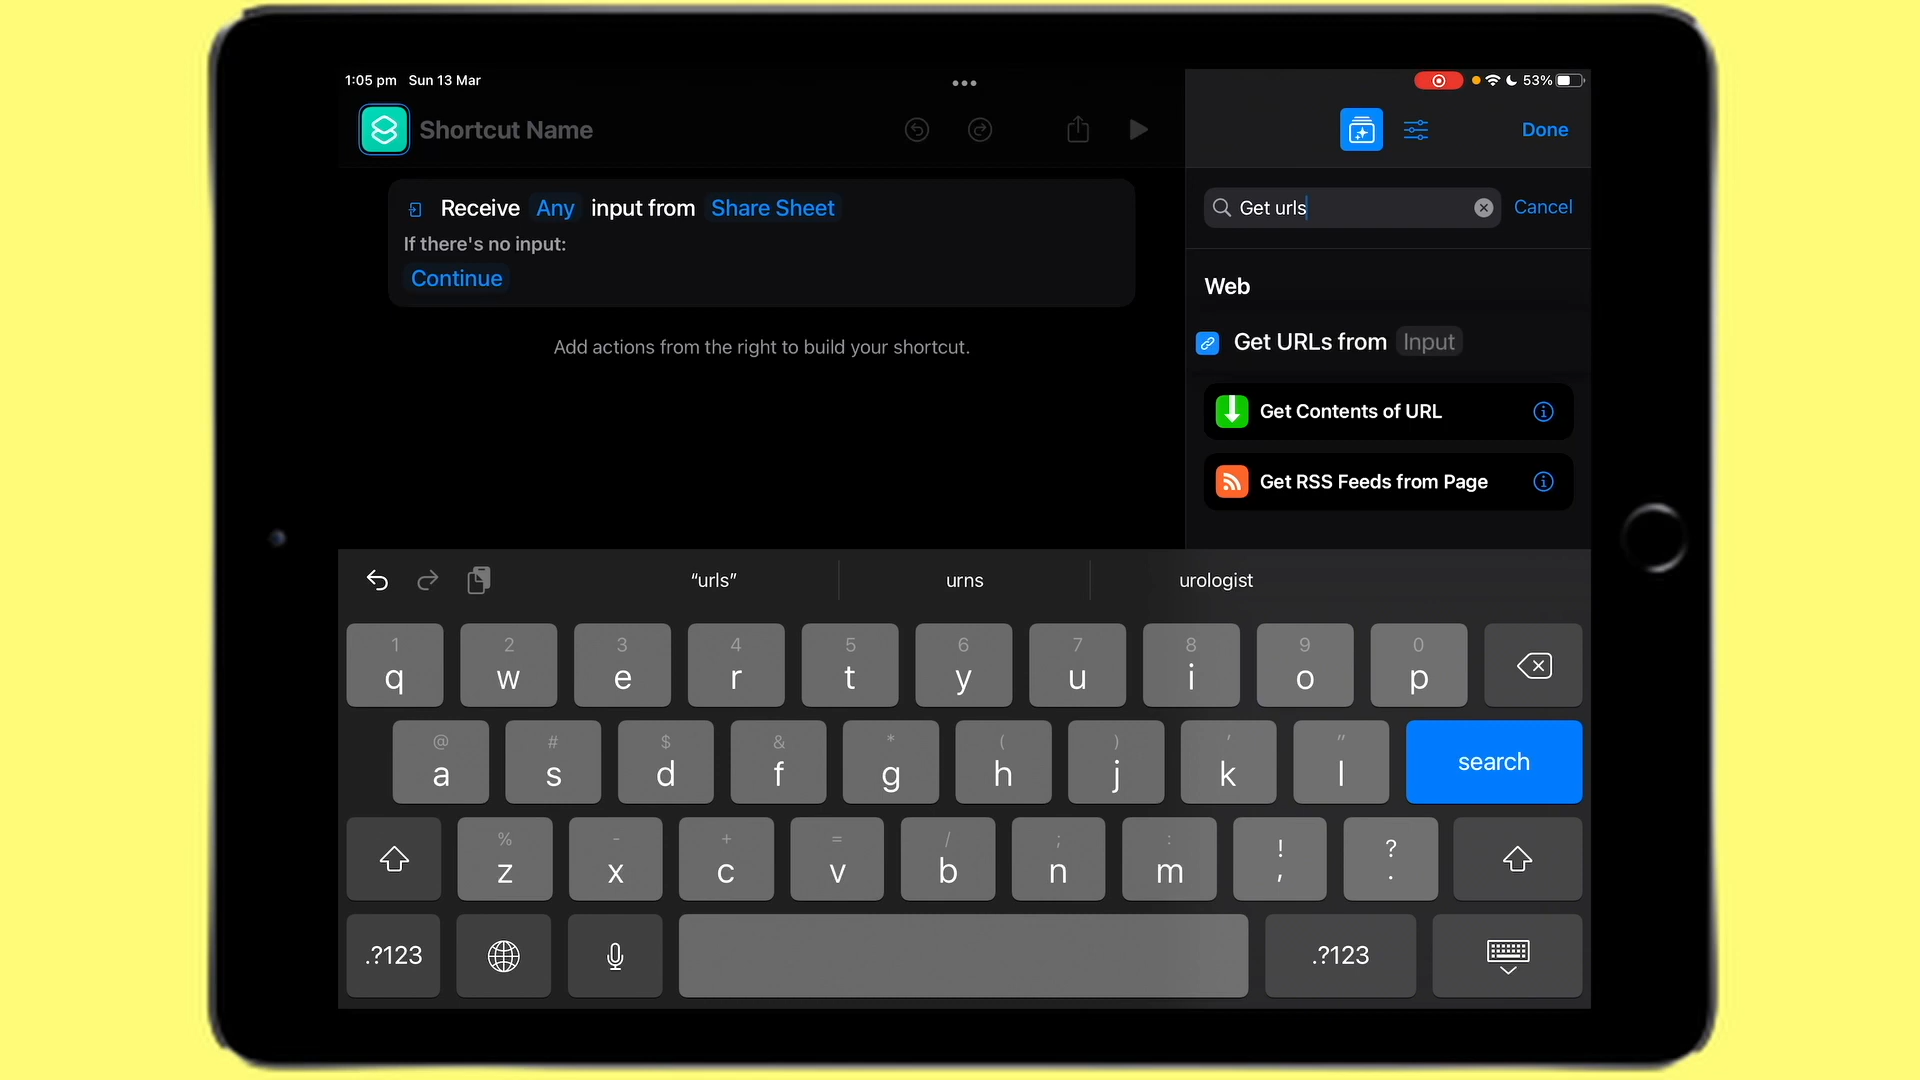 1:05 pm Sun 13 Mar
53%
Shortcut Name
Done
Receive Any input from Share Sheet
If there's no input:
Continue
Add actions from the right to build your shortcut.
Get urls
Cancel
Web
Get URLs from Input
Get Contents of URL
Get RSS Feeds from Page
“urls” urns urologist
1 2 3 4 5 6 7 8 9 0
q w e r t y u i o p
@ # $ & * ( ) ' "
a s d f g h j k l search
% - + = / ; : ! ?
z x c v b n m , .
.?123 .?123